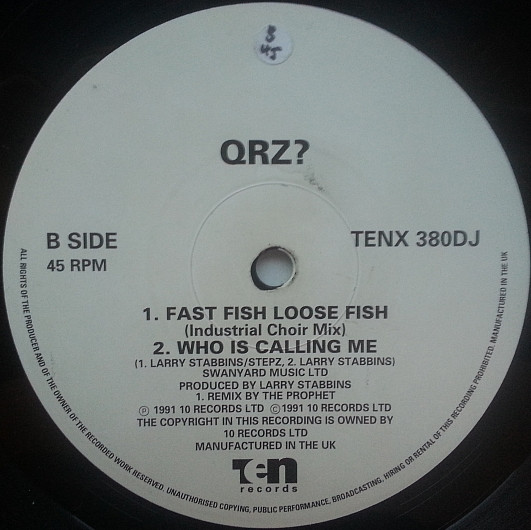 B
45
QRZ?
B SIDE
TENX 380DJ
45 RPM
1. FAST FISH LOOSE FISH
(Industrial Choir Mix)
2. WHO IS CALLING ME
(1. LARRY STABBINS/STEPZ, 2. LARRY STABBINS)
SWANYARD MUSIC LTD
PRODUCED BY LARRY STABBINS
1. REMIX BY THE PROPHET
℗ 1991 10 RECORDS LTD ©1991 10 RECORDS LTD
THE COPYRIGHT IN THIS RECORDING IS OWNED BY
10 RECORDS LTD
MANUFACTURED IN THE UK
Ten
records
ALL RIGHTS OF THE PRODUCER AND OF THE OWNER OF THE RECORDED WORK RESERVED. UNAUTHORISED COPYING, PUBLIC PERFORMANCE, BROADCASTING, HIRING OR RENTAL OF THIS RECORDING PROHIBITED. MANUFACTURED IN THE UK